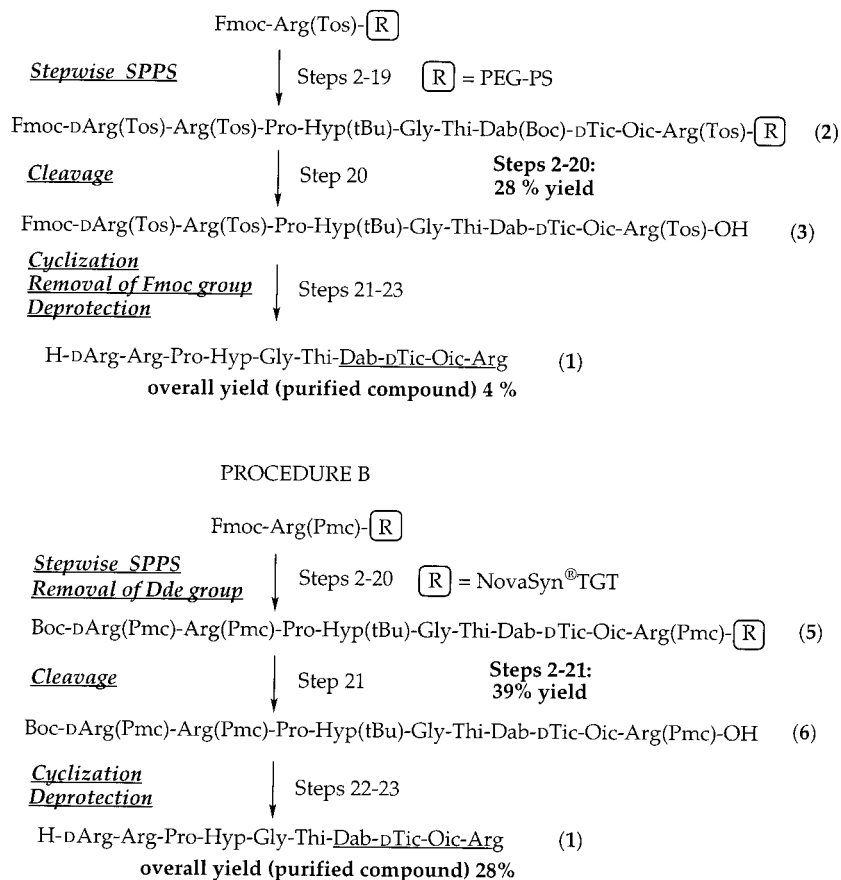 Fmoc-Arg(Tos)-R
Stepwise SPPS Steps 2-19 R = PEG-PS
Fmoc-DArg(Tos)-Arg(Tos)-Pro-Hyp(tBu)-Gly-Thi-Dab(Boc)-DTic-Oic-Arg(Tos)-R (2)
Cleavage Step 20 Steps 2-20:
28 % yield
Fmoc-DArg(Tos)-Arg(Tos)-Pro-Hyp(tBu)-Gly-Thi-Dab-DTic-Oic-Arg(Tos)-OH (3)
Cyclization
Removal of Fmoc group Steps 21-23
Deprotection
H-DArg-Arg-Pro-Hyp-Gly-Thi-Dab-DTic-Oic-Arg (1)
overall yield (purified compound) 4 %
PROCEDURE B
Fmoc-Arg(Pmc)-R
Stepwise SPPS Steps 2-20 R = NovaSyn®TGT
Removal of Dde group
Boc-DArg(Pmc)-Arg(Pmc)-Pro-Hyp(tBu)-Gly-Thi-Dab-DTic-Oic-Arg(Pmc)-R (5)
Cleavage Step 21 Steps 2-21:
39% yield
Boc-DArg(Pmc)-Arg(Pmc)-Pro-Hyp(tBu)-Gly-Thi-Dab-DTic-Oic-Arg(Pmc)-OH (6)
Cyclization Steps 22-23
Deprotection
H-DArg-Arg-Pro-Hyp-Gly-Thi-Dab-DTic-Oic-Arg (1)
overall yield (purified compound) 28%